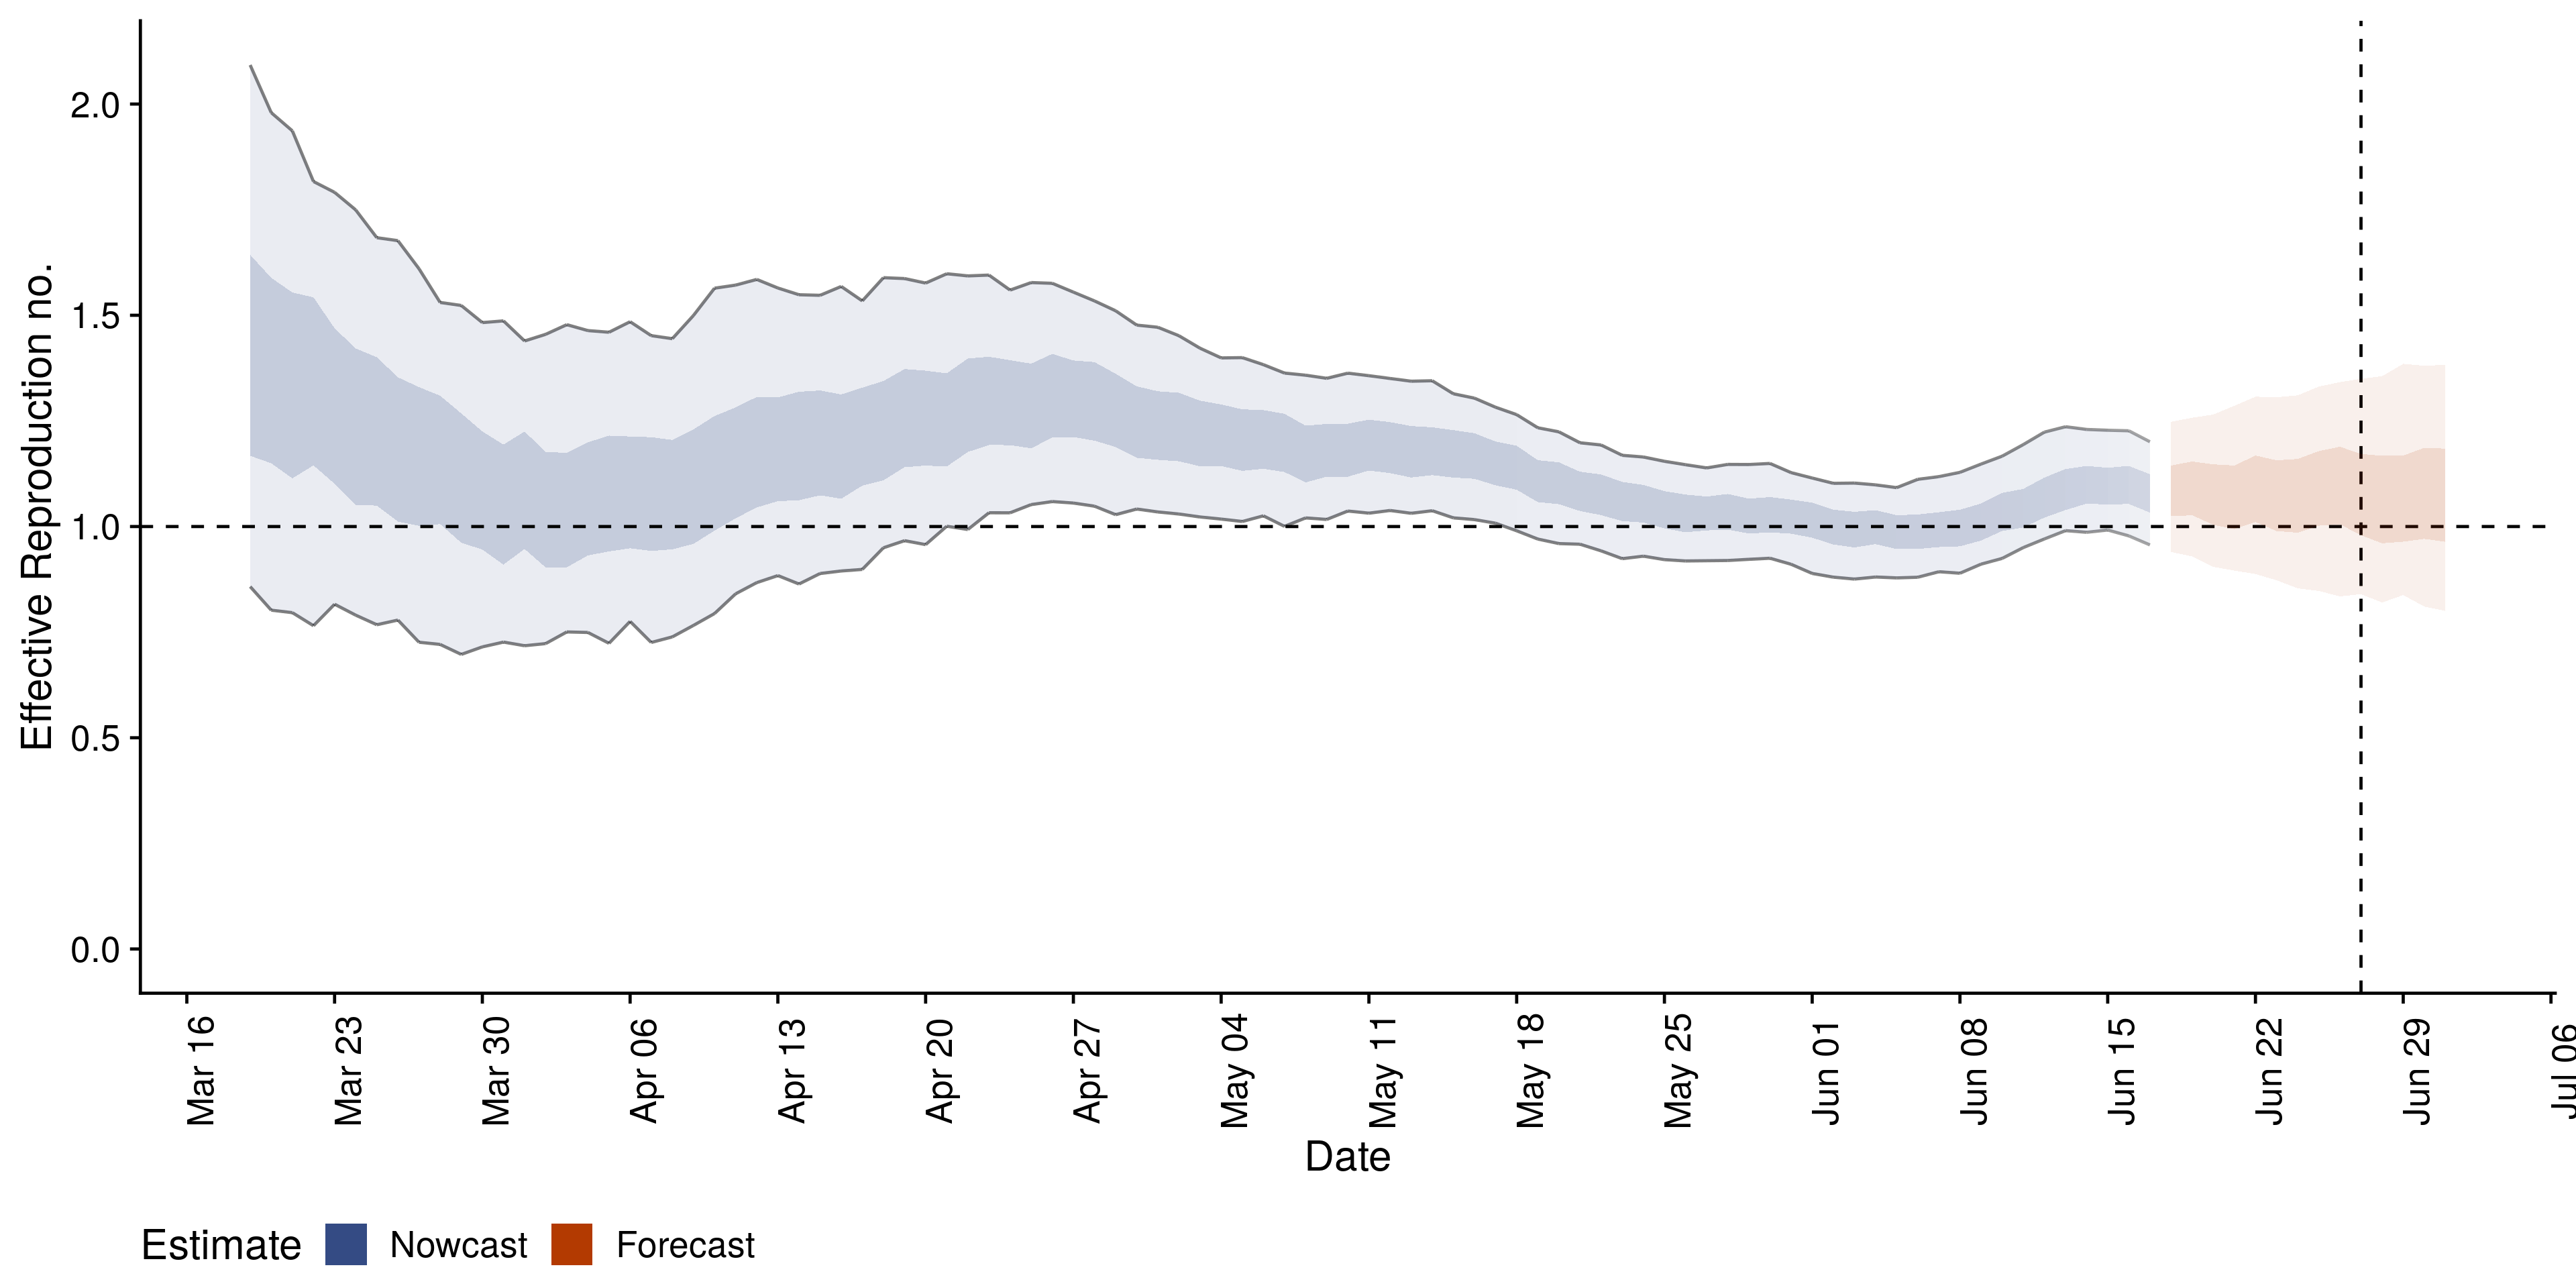 Effective Reproduction no.
2.0
1.5
1.0
0.5
0.0
Mar 16
Mar 23
Mar 30
Apr 06
Apr 13
Apr 20
Apr 27
May 04
May 11
May 18
May 25
Jun 01
Jun 08
Jun 15
Jun 22
Jun 29
Jul 06
Date
Estimate Nowcast Forecast